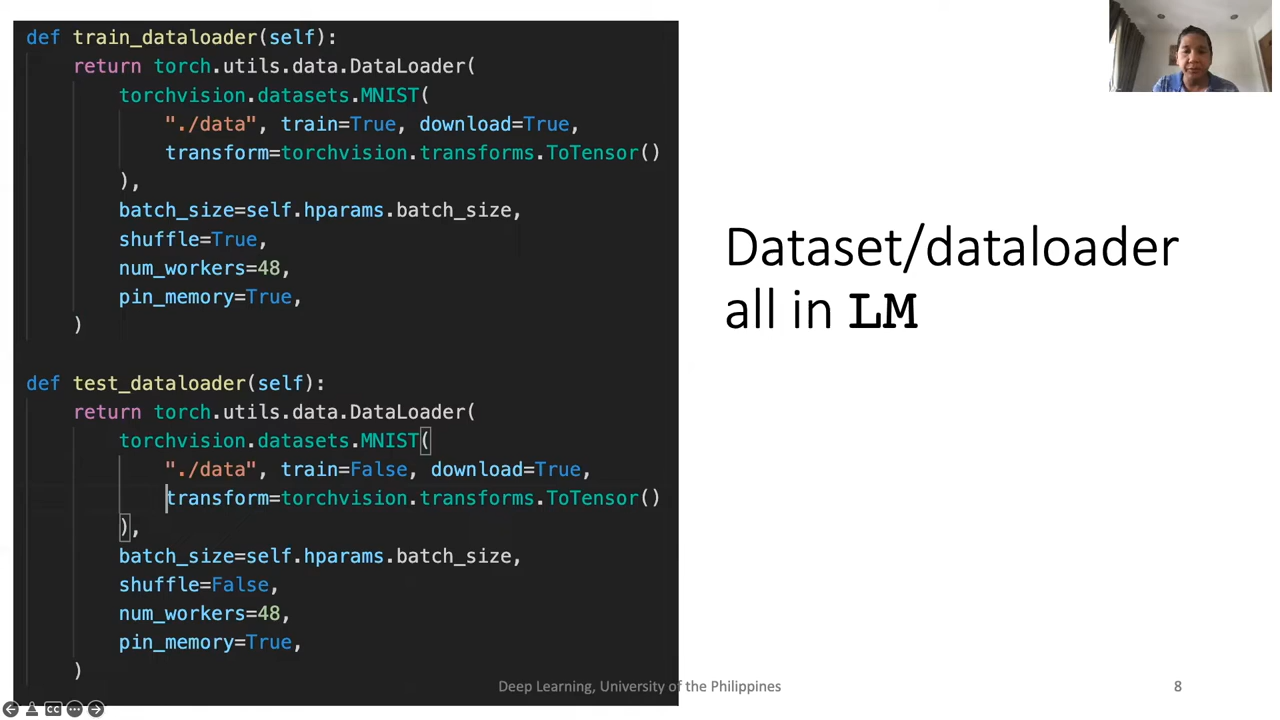 def train_dataloader(self):
return torch.utils.data.DataLoader(
torchvision.datasets.MNIST(
"./data", train=True, download=True,
transform=torchvision.transforms.ToTensor()
),
batch_size=self.hparams.batch_size,
shuffle=True,
num_workers=48,
pin_memory=True,
)
def test_dataloader(self):
return torch.utils.data.DataLoader(
torchvision.datasets.MNIST(
"./data", train=False, download=True,
transform=torchvision.transforms.ToTensor()
),
batch_size=self.hparams.batch_size,
shuffle=False,
num_workers=48,
pin_memory=True,
)
Dataset/dataloader
all in LM
Deep Learning, University of the Philippines
8
CC